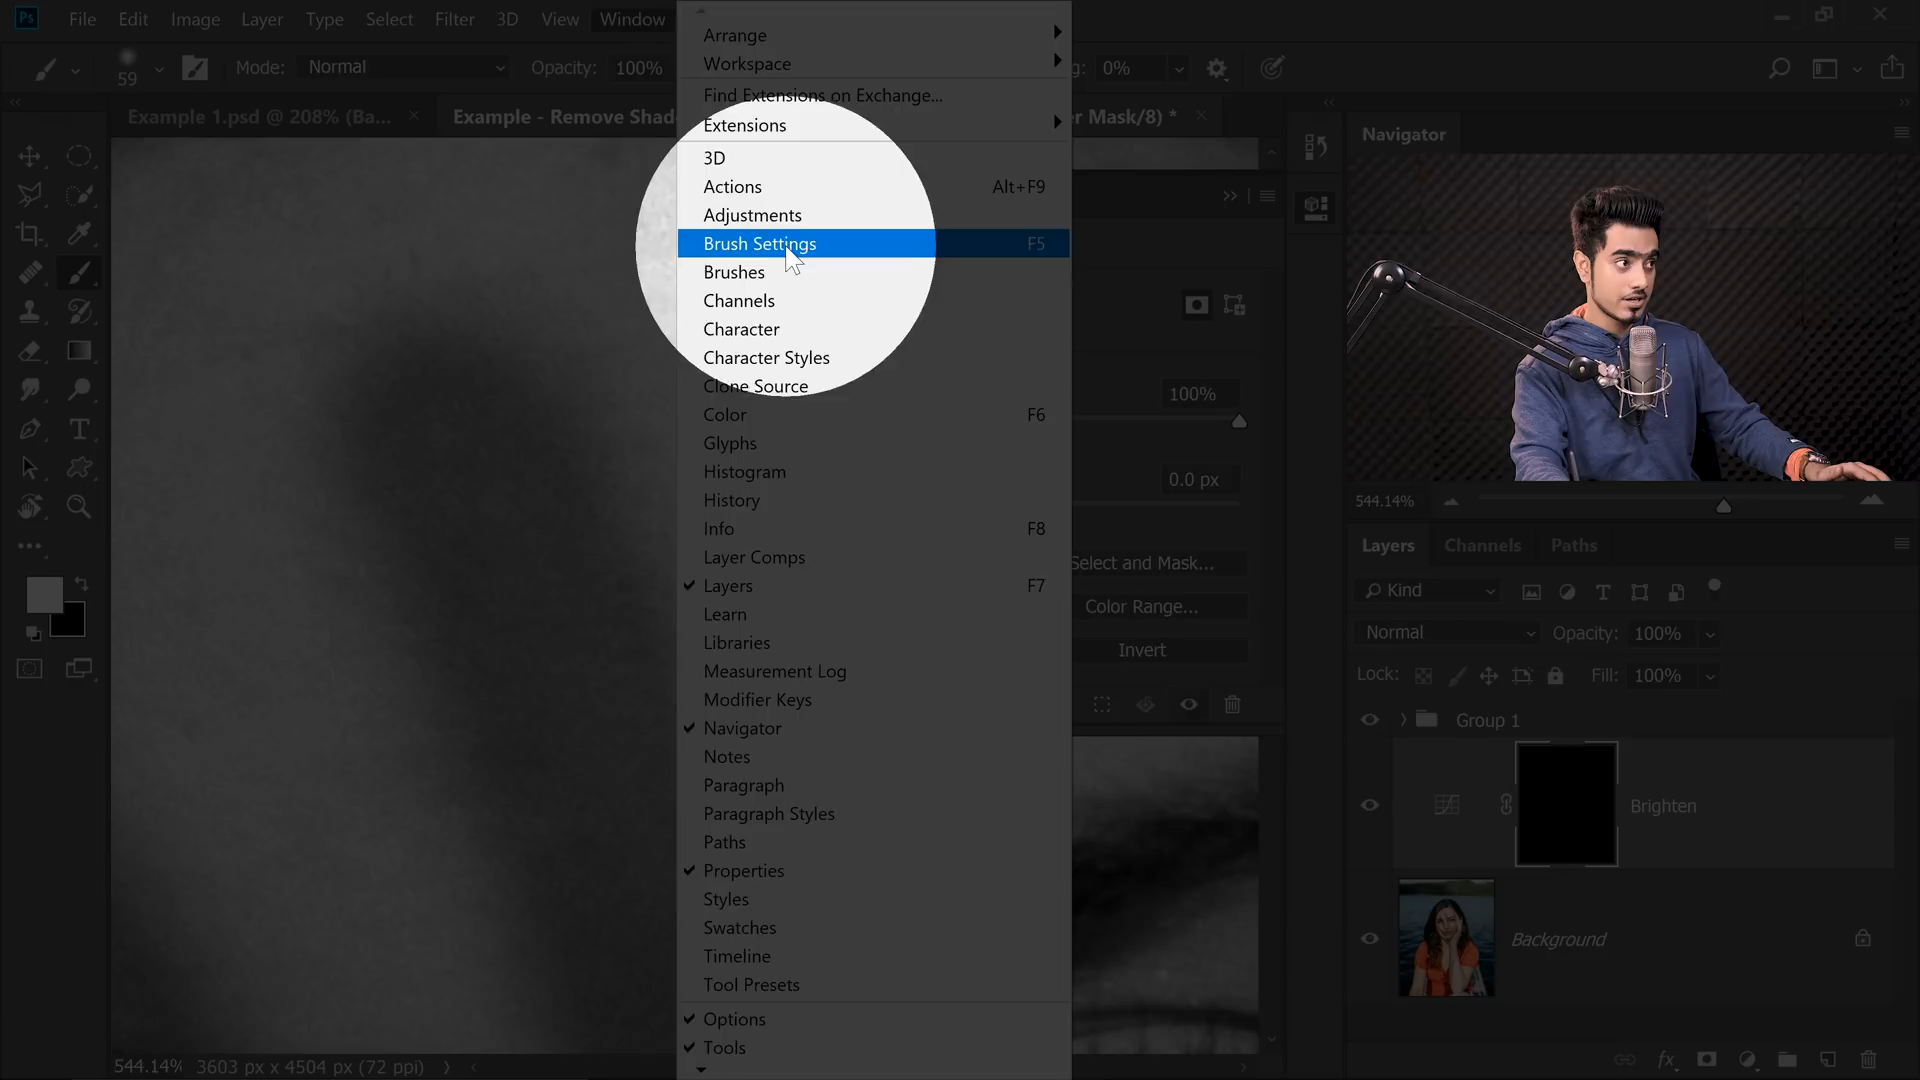 Ps File Edit Image Layer Type Select Filter 3D View Window
59 Mode: Normal Opacity: 100% g: 0%
Example 1.psd @ 208% (Ba... × Example - Remove Shad er Mask/8) * ×
Arrange
Workspace
Find Extensions on Exchange...
Extensions
3D
Actions Alt+F9
Adjustments
Brush Settings F5
Brushes
Channels
Character
Character Styles
Clone Source
Color F6
Glyphs
Histogram
History
Info F8
Layer Comps
Layers F7
Learn
Libraries
Measurement Log
Modifier Keys
Navigator
Notes
Paragraph
Paragraph Styles
Paths
Properties
Styles
Swatches
Timeline
Tool Presets
Options
Tools
100%
0.0 px
Select and Mask...
Color Range...
Invert
Navigator
544.14%
Layers Channels Paths
Kind
Normal Opacity: 100%
Lock: Fill: 100%
Group 1
Brighten
Background
fx
544.14% 3603 px x 4504 px (72 ppi)